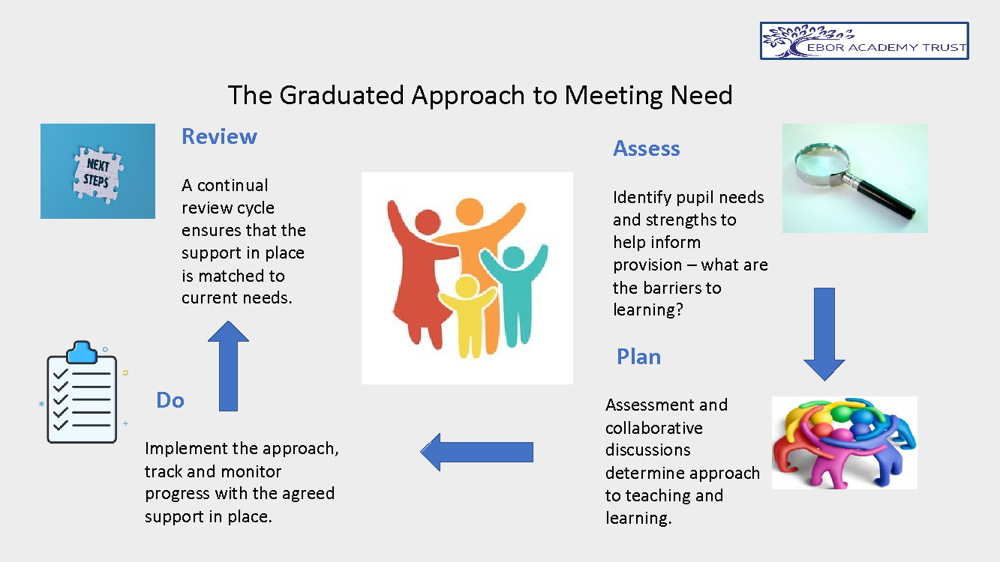 EBOR ACADEMY TRUST
The Graduated Approach to Meeting Need
Review
NEXT
STEPS
A continual
review cycle
ensures that the
support in place
is matched to
current needs.
Assess
Identify pupil needs
and strengths to
help inform
provision – what are
the barriers to
learning?
Plan
Assessment and
collaborative
discussions
determine approach
to teaching and
learning.
Do
Implement the approach,
track and monitor
progress with the agreed
support in place.